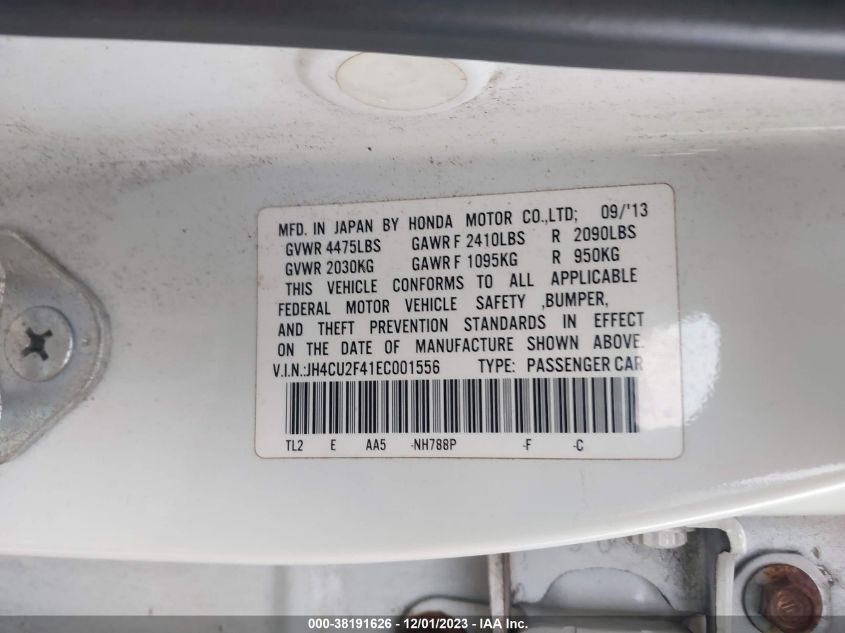 MFD. IN JAPAN BY HONDA MOTOR CO.,LTD; 09/'13
GVWR 4475LBS GAWR F 2410LBS R 2090LBS
GVWR 2030KG GAWR F 1095KG R 950KG
THIS VEHICLE CONFORMS TO ALL APPLICABLE
FEDERAL MOTOR VEHICLE SAFETY ,BUMPER,
AND THEFT PREVENTION STANDARDS IN EFFECT
ON THE DATE OF MANUFACTURE SHOWN ABOVE.
V.I.N.:JH4CU2F41EC001556 TYPE: PASSENGER CAR
TL2 E AA5 -NH788P -F -C
000-38191626 - 12/01/2023 - IAAI.com